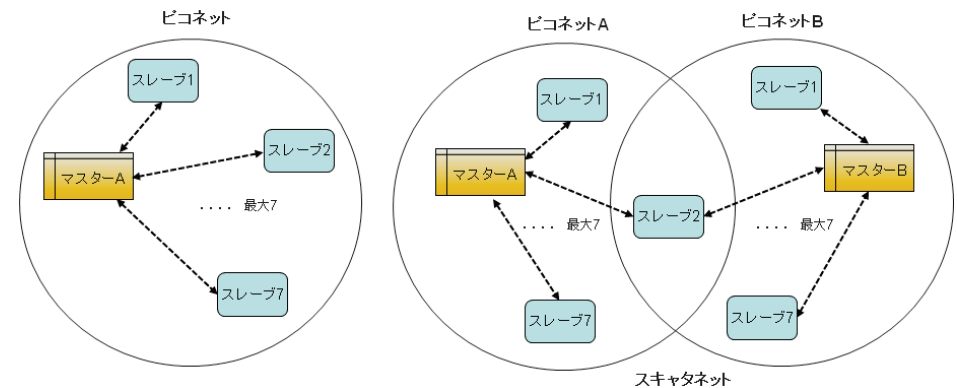 ピコネット
スレーブ1
マスターA
スレーブ2
.... 最大7
スレーブ7
ピコネットA
ピコネットB
スレーブ1
スレーブ1
マスターA
マスターB
スレーブ2
.... 最大7
.... 最大7
スレーブ7
スレーブ7
スキャタネット